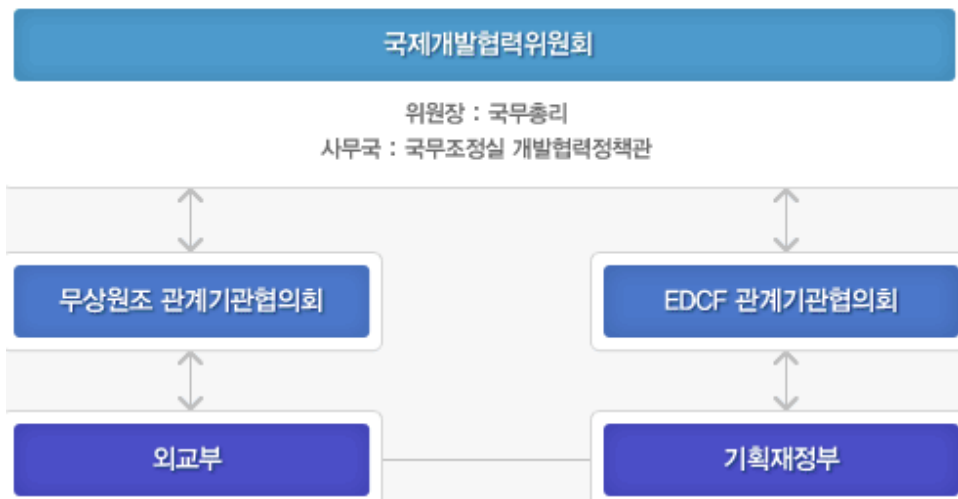 국제개발협력위원회
위원장 : 국무총리
사무국 : 국무조정실 개발협력정책관
무상원조 관계기관협의회
EDCF 관계기관협의회
외교부
기획재정부